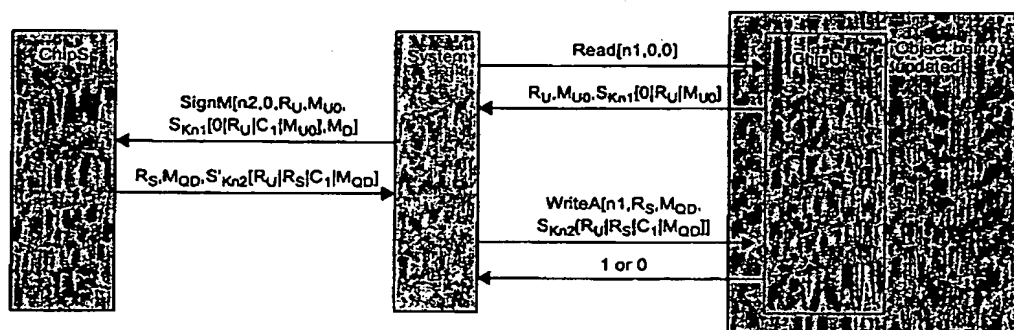 ChipS
System
ChipU
Object being
updated
Read[n1,0,0]
R_U,M_U0,S_Kn1[0|R_U|M_U0]
SignM[n2,0,R_U,M_U0,
S_Kn1[0|R_U|C_1|M_U0],M_D]
R_S,M_QD,S'_Kn2[R_U|R_S|C_1|M_QD]
WriteA[n1,R_S,M_QD,
S_Kn2[R_U|R_S|C_1|M_QD]]
1 or 0